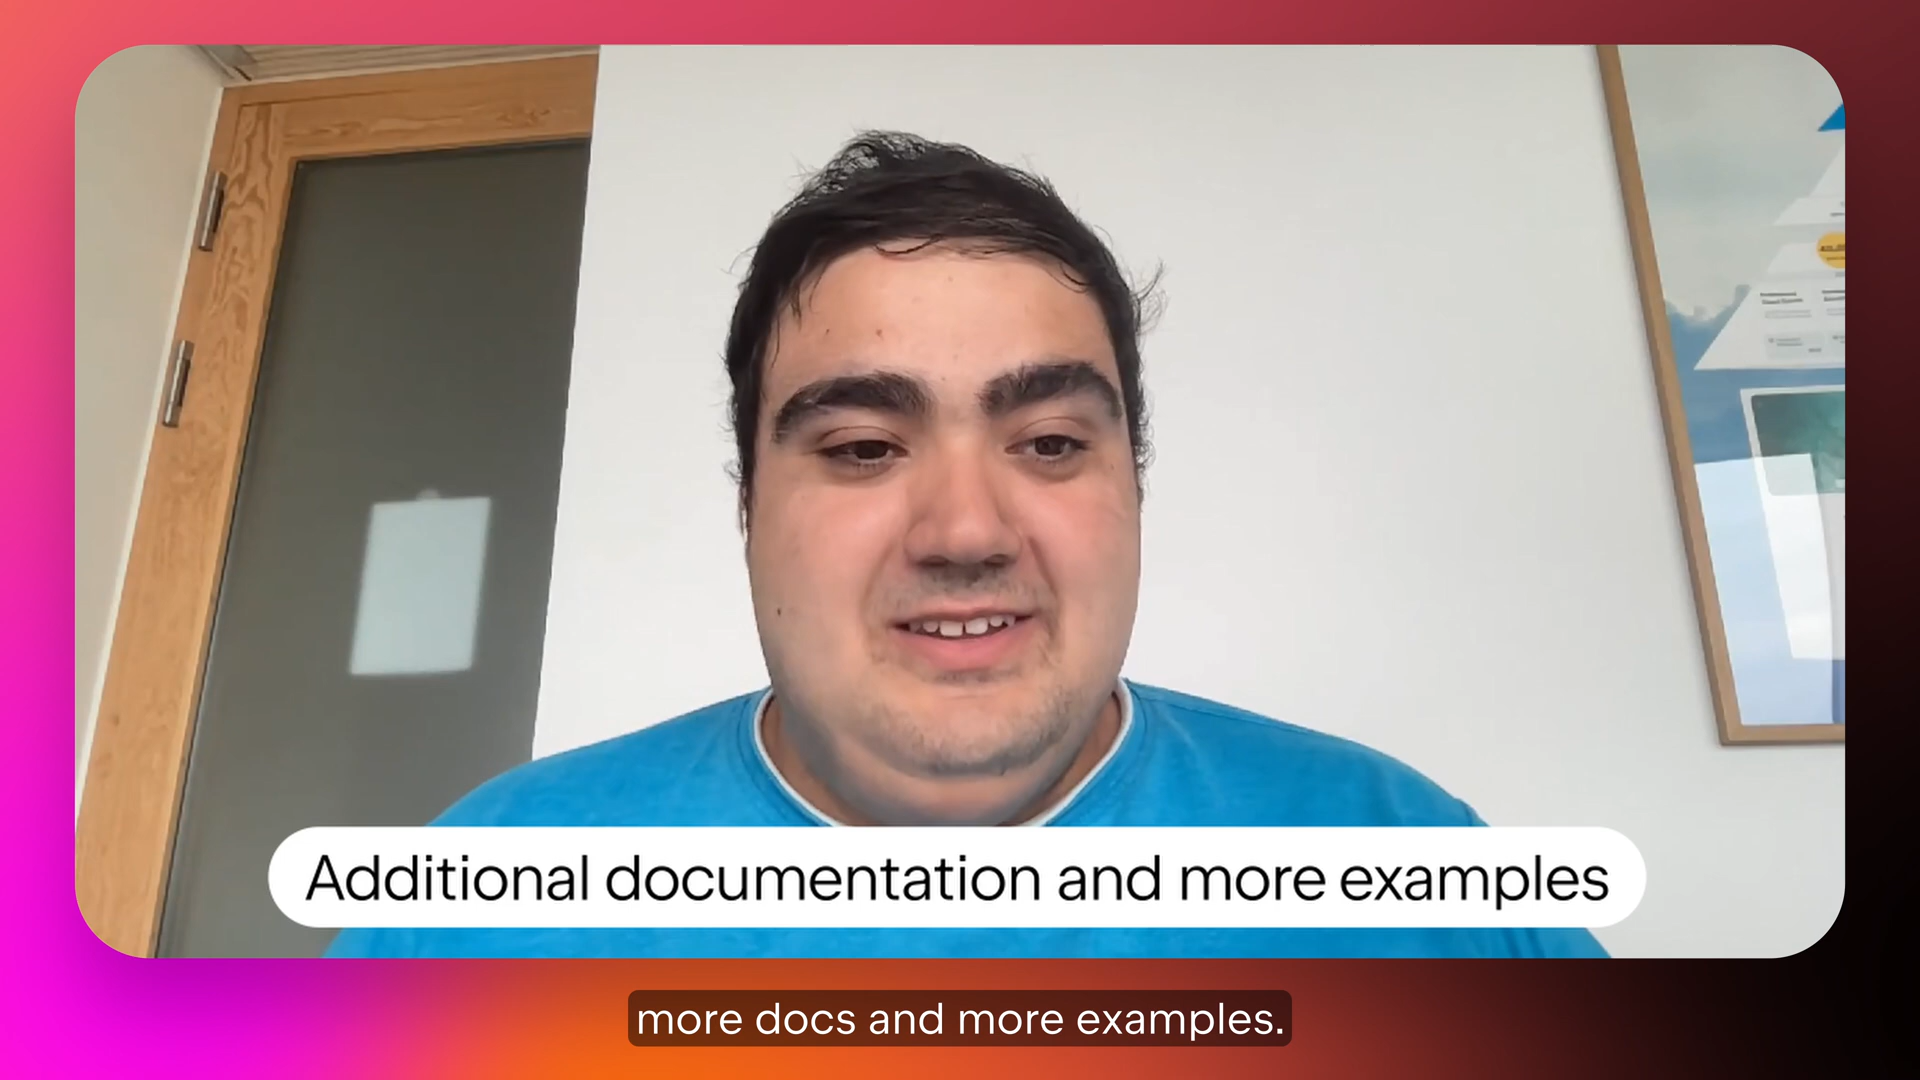 Additional documentation and more examples
more docs and more examples.